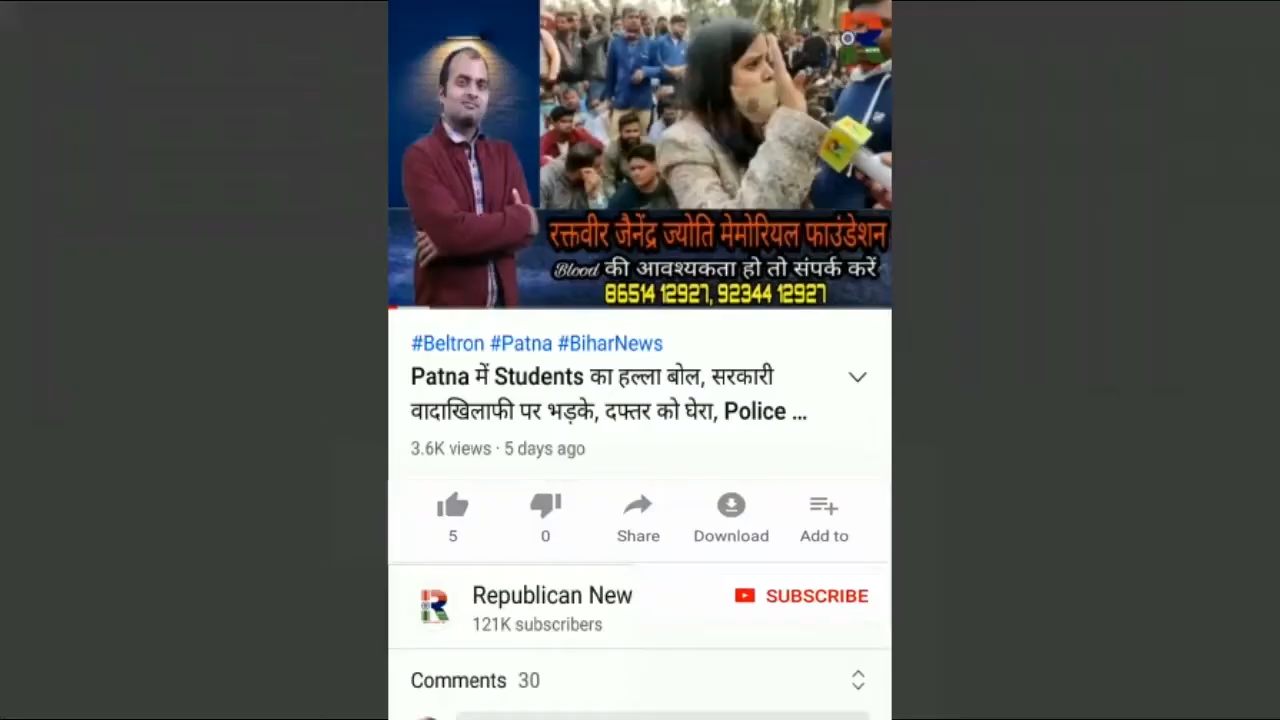 रक्तवीर जैनेंद्र ज्योति मेमोरियल फाउंडेशन
Blood की आवश्यकता हो तो संपर्क करें
86514 12927, 92344 12927
#Beltron #Patna #BiharNews
Patna में Students का हल्ला बोल, सरकारी
वादाखिलाफी पर भड़के, दफ्तर को घेरा, Police ...
3.6K views · 5 days ago
5
0
Share
Download
Add to
Republican New
121K subscribers
SUBSCRIBE
Comments 30